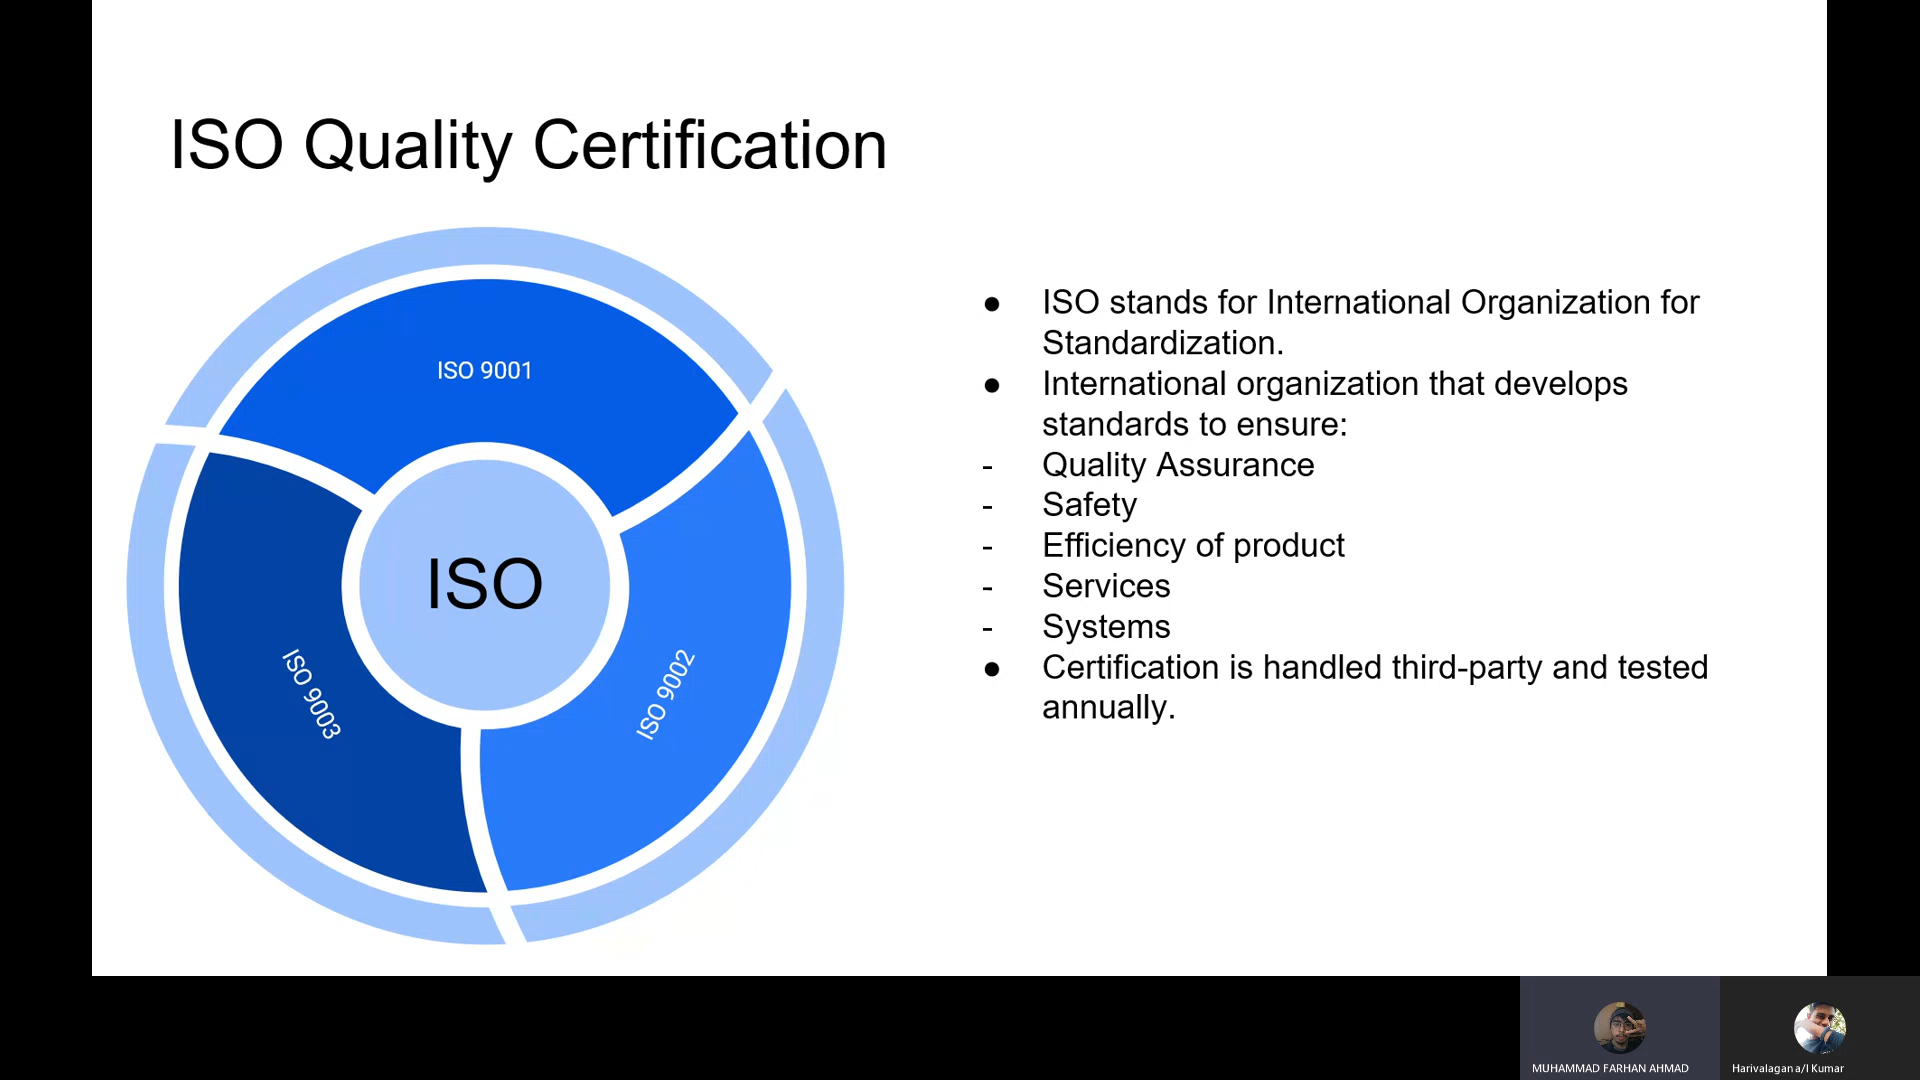 ISO Quality Certification
ISO 9001
ISO
ISO 9003
ISO 9002
● ISO stands for International Organization for
Standardization.
● International organization that develops
standards to ensure:
- Quality Assurance
- Safety
- Efficiency of product
- Services
- Systems
● Certification is handled third-party and tested
annually.
MUHAMMAD FARHAN AHMAD
Harivalagan a/l Kumar